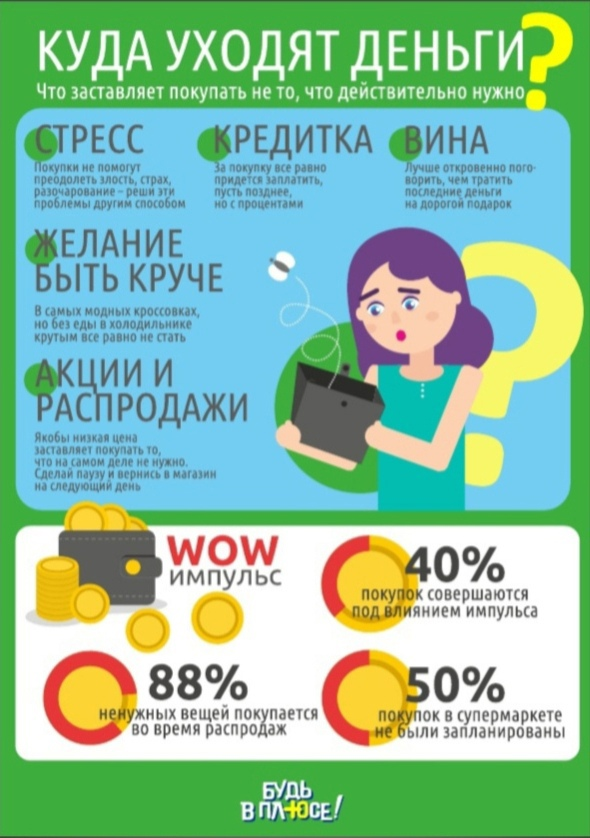 КУДА УХОДЯТ ДЕНЬГИ?
Что заставляет покупать не то, что действительно нужно
СТРЕСС
Покупки не помогут
преодолеть злость, страх,
разочарование – реши эти
проблемы другим способом
КРЕДИТКА
За покупку все равно
придется заплатить,
пусть позднее,
но с процентами
ВИНА
Лучше откровенно пого-
ворить, чем тратить
последние деньги
на дорогой подарок
ЖЕЛАНИЕ
БЫТЬ КРУЧЕ
В самых модных кроссовках,
но без еды в холодильнике
крутым все равно не стать
АКЦИИ И
РАСПРОДАЖИ
Якобы низкая цена
заставляет покупать то,
что на самом деле не нужно.
Сделай паузу и вернись в магазин
на следующий день
WOW
импульс
40%
покупок совершаются
под влиянием импульса
88%
ненужных вещей покупается
во время распродаж
50%
покупок в супермаркете
не были запланированы
БУДЬ
В ПЛЮСЕ!